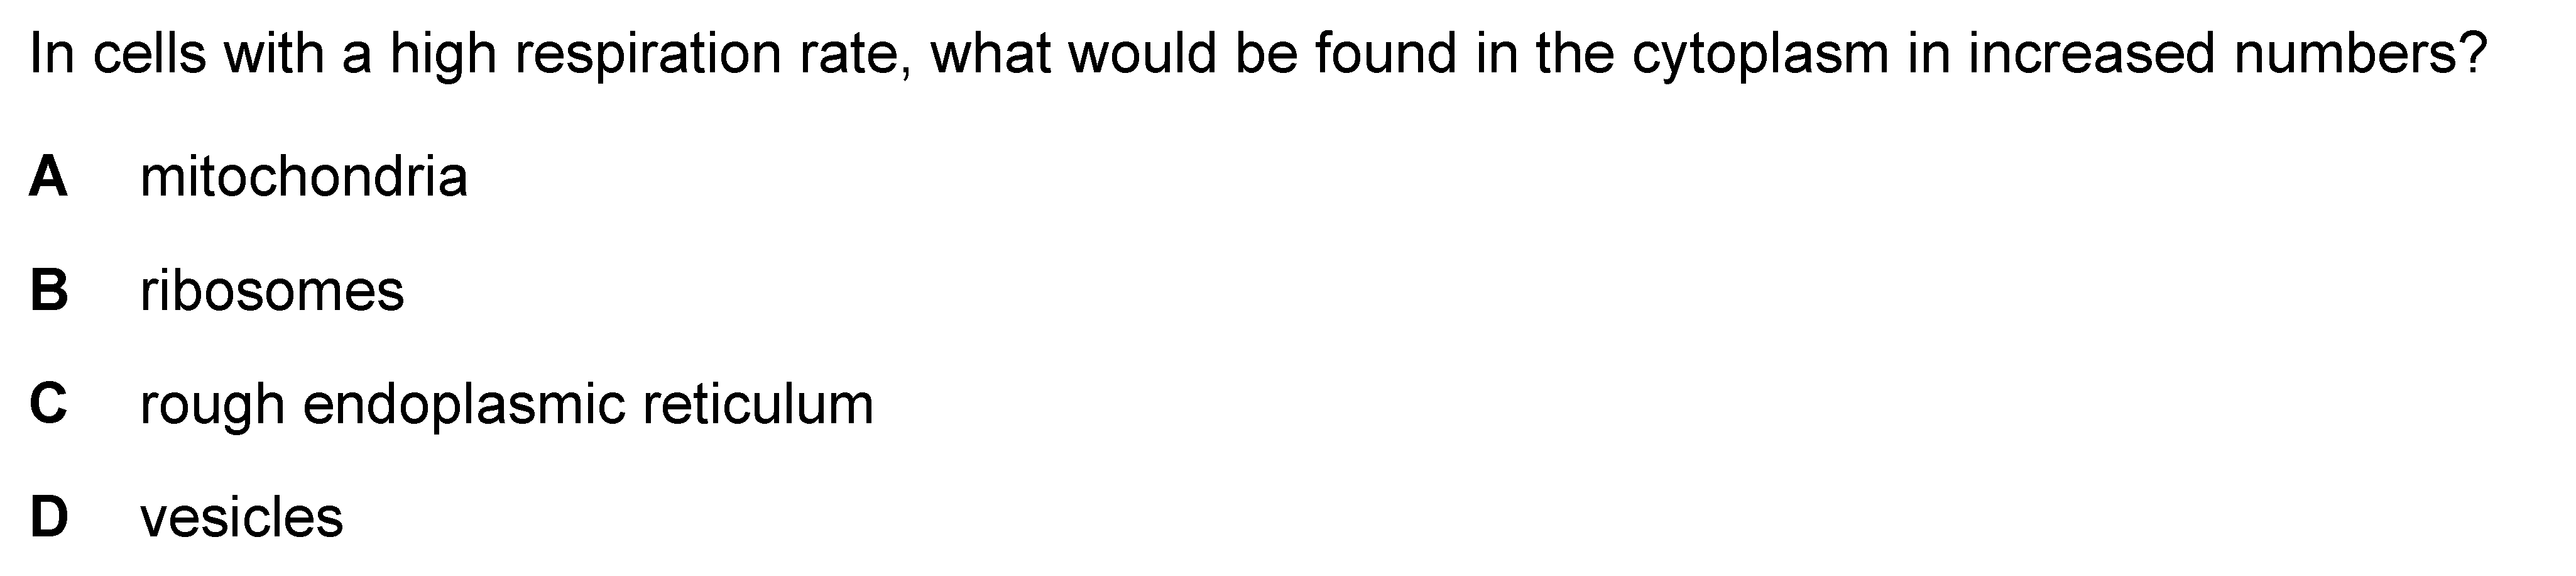 In cells with a high respiration rate, what would be found in the cytoplasm in increased numbers?
A mitochondria
B ribosomes
C rough endoplasmic reticulum
D vesicles